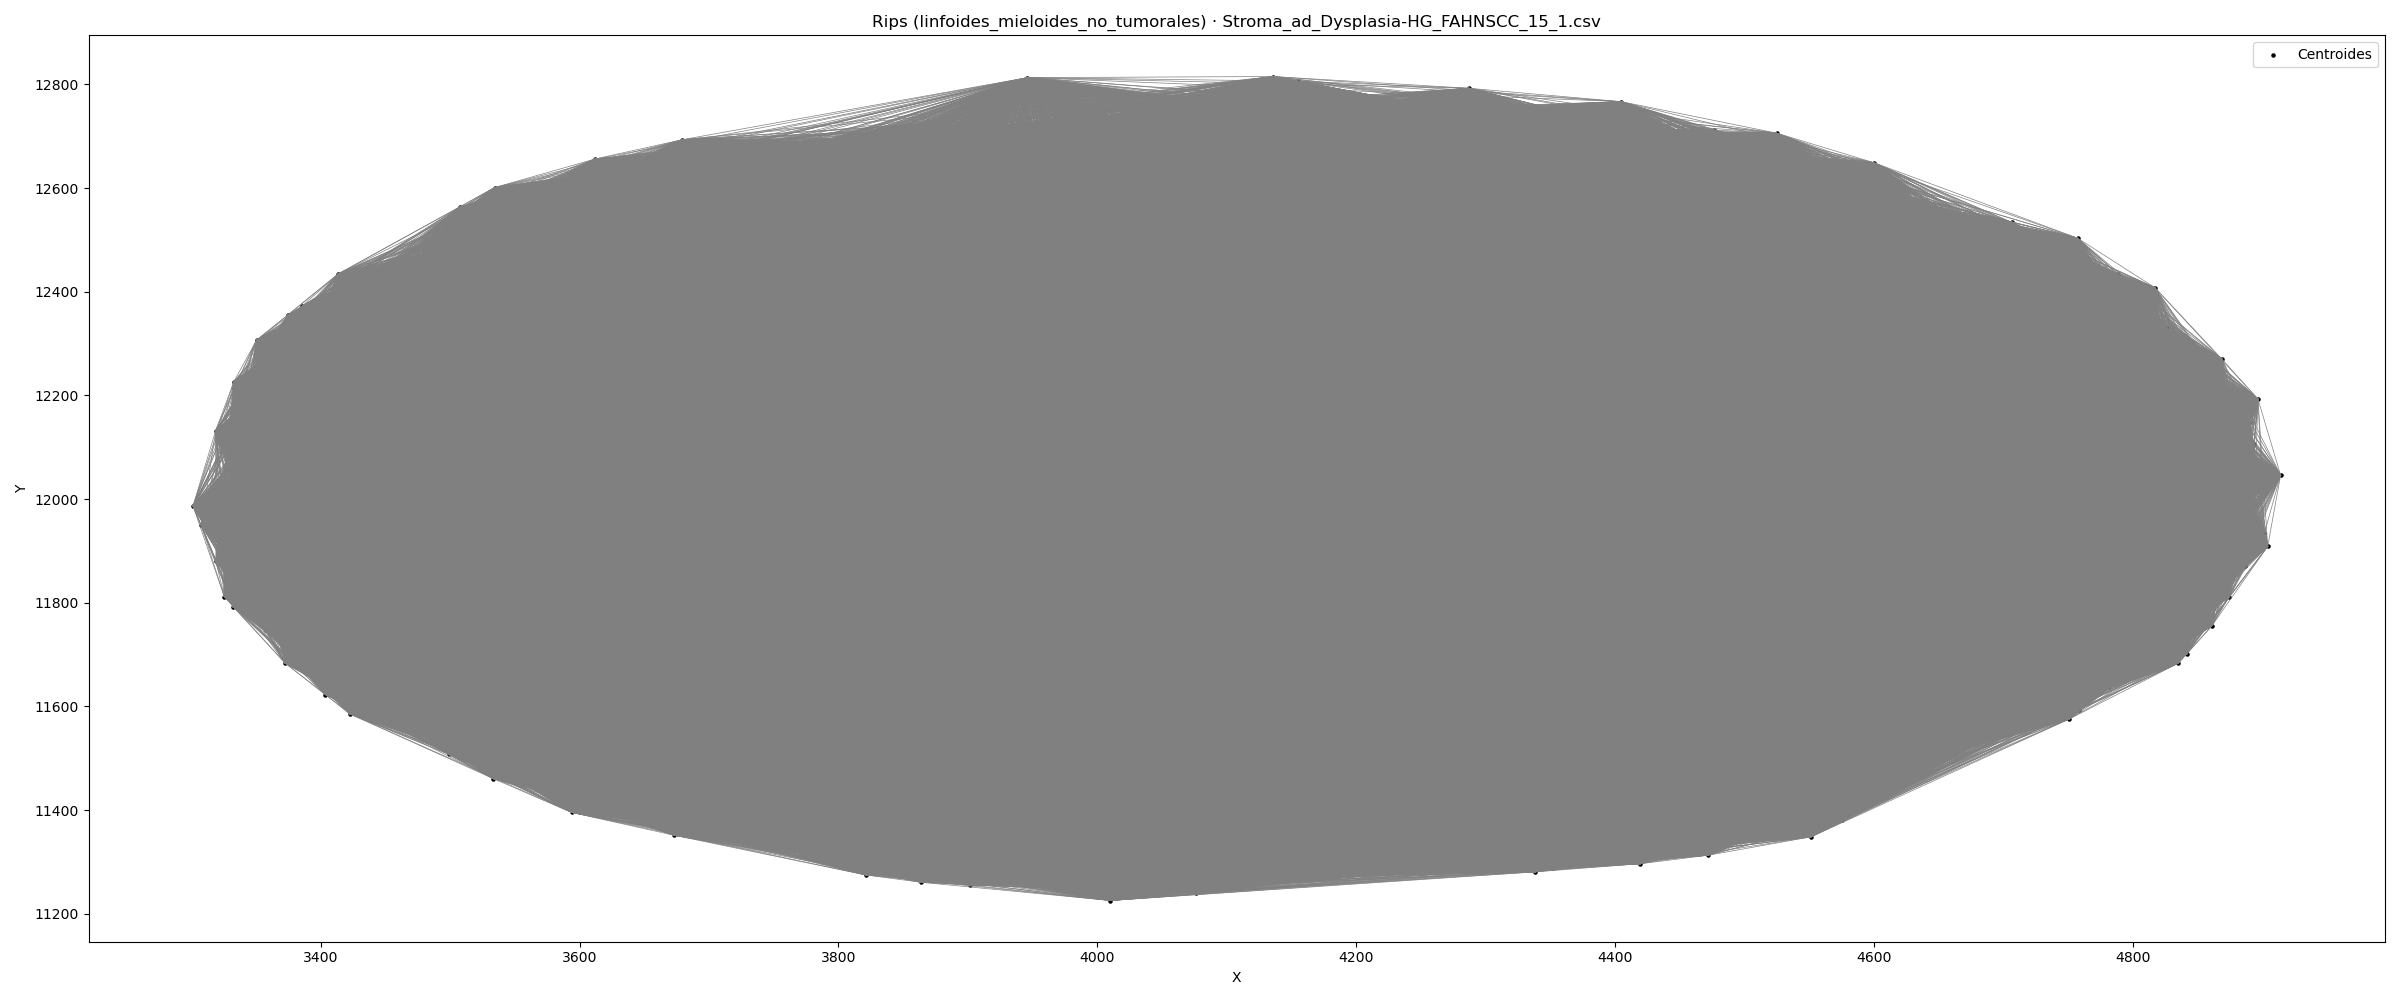 Rips (linfoides_mieloides_no_tumorales) · Stroma_ad_Dysplasia-HG_FAHNSCC_15_1.csv
Centroides
12800
12600
12400
12200
12000
11800
11600
11400
11200
Y
3400 3600 3800 4000 4200 4400 4600 4800
X